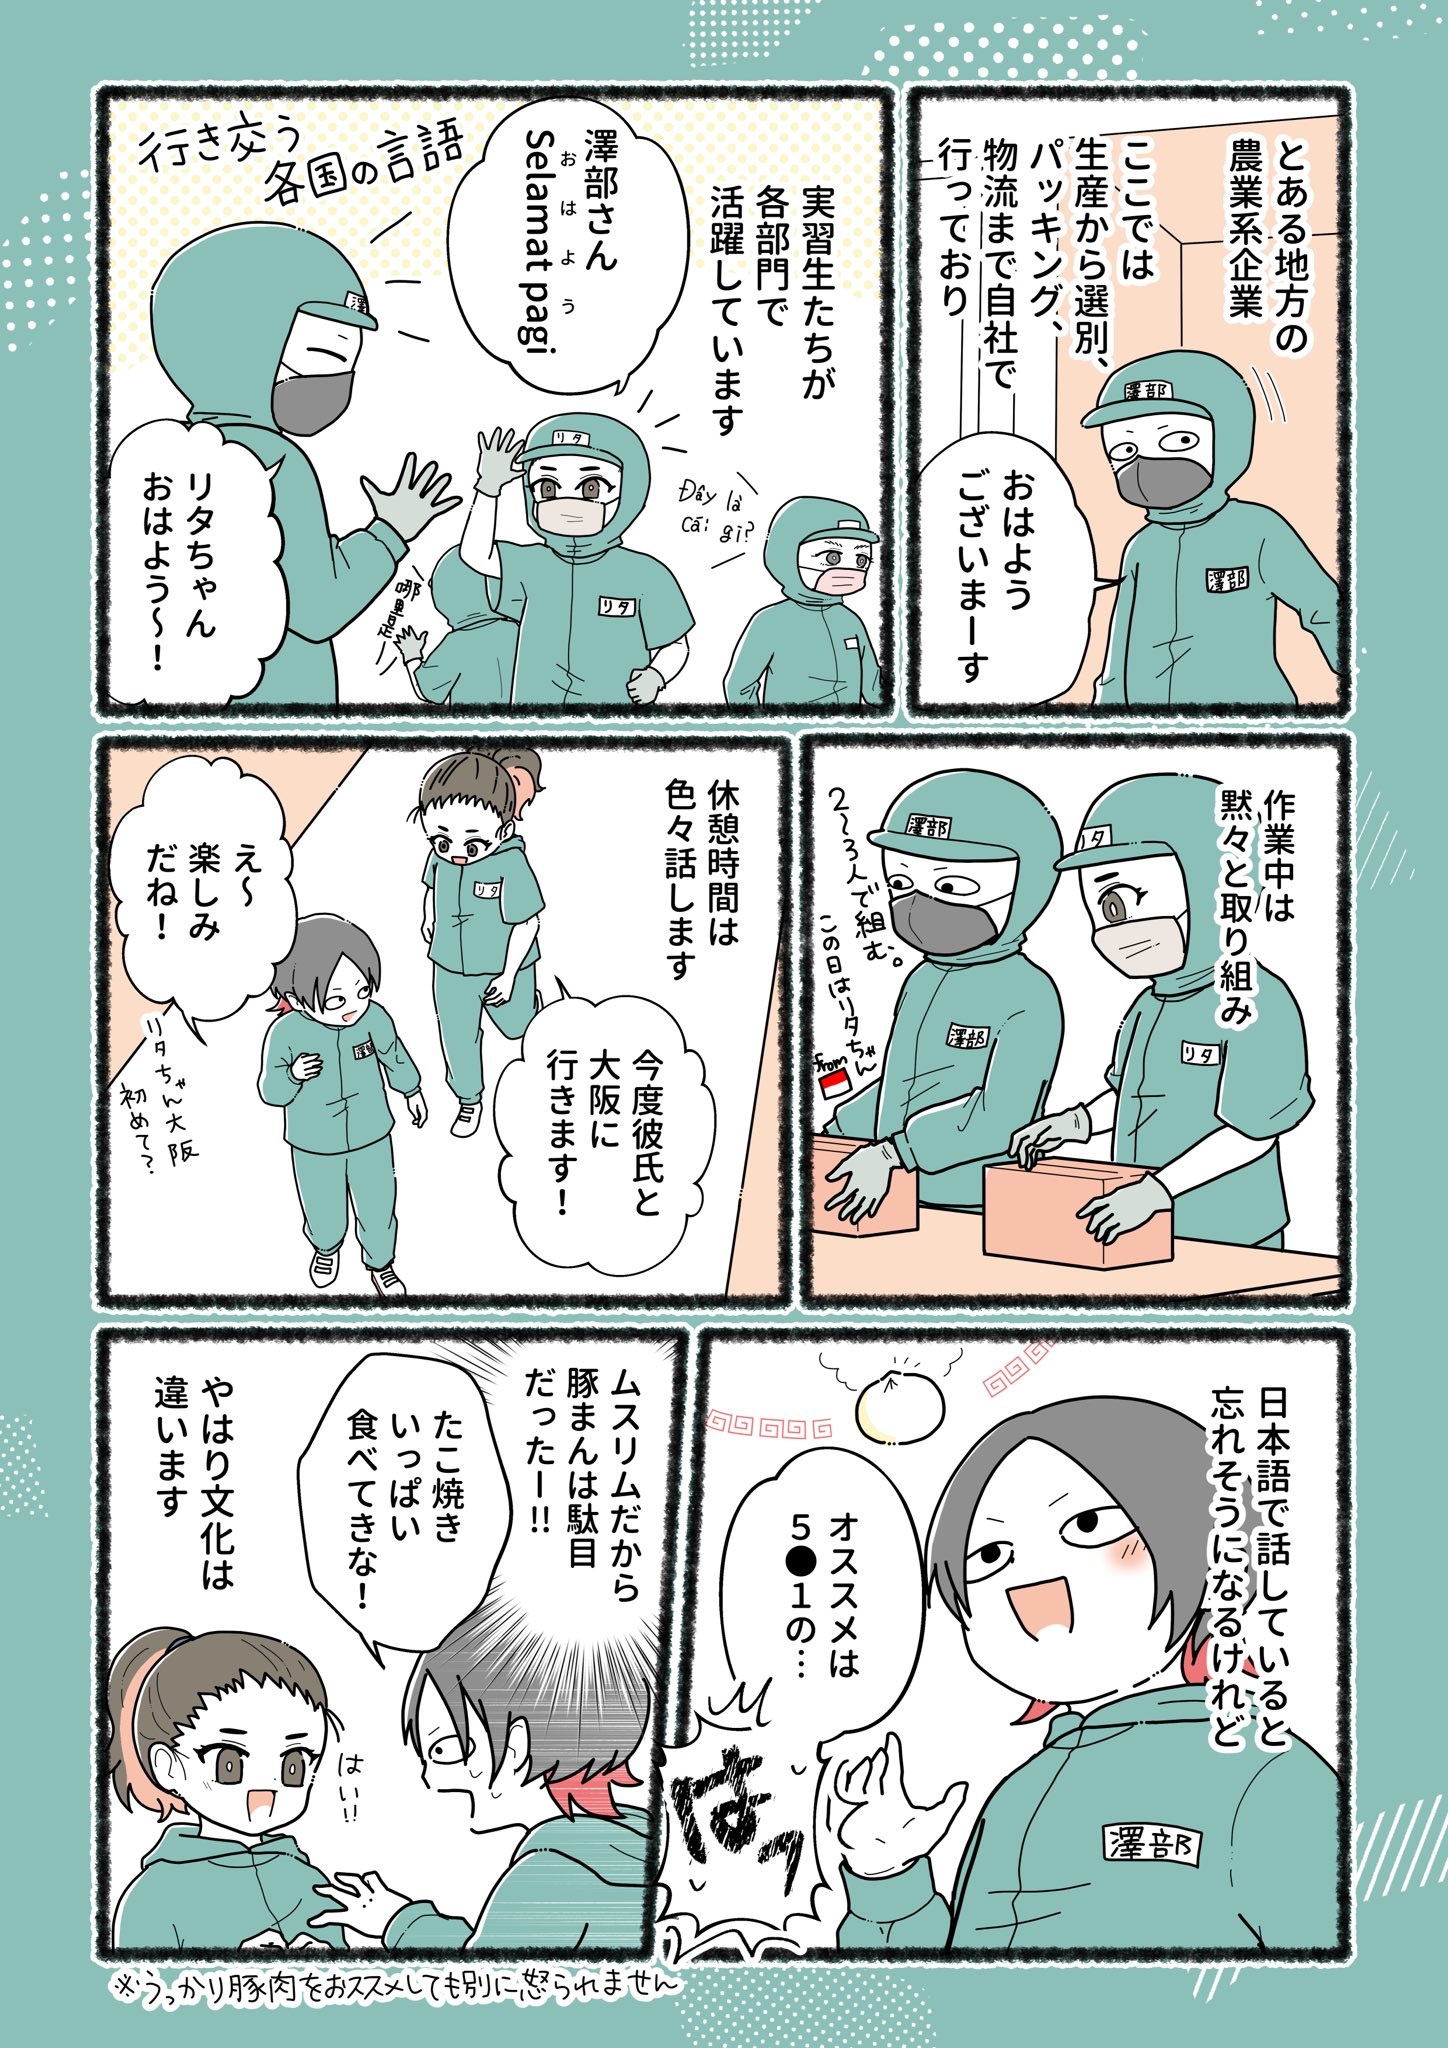 とある地方の
農業系企業
ここでは
生産から選別、
パッキング、
物流まで自社で
行っており
澤部
澤部
おはよう
ございまーす
実習生たちが
各部門で
活躍しています
行き交う
各国の言語
澤部さん
Selamat pagi
おはよう
澤
リタ
リタ
Đây là
cái gì?
哪里是
リタちゃん
おはよう〜！
作業中は
黙々と取り組み
リタ
リタ
澤部
澤部
2〜3人で組む。
この日はリタちゃん
from
休憩時間は
色々話します
リタ
今度彼氏と
大阪に
行きます！
え〜
楽しみ
だね！
澤部
リタちゃん大阪
初めて？
日本語で話していると
忘れそうになるけれど
オススメは
5●1の…
澤部
はっ
ムスリムだから
豚まんは駄目
だったー!!
たこ焼き
いっぱい
食べてきな！
はい!!
やはり文化は
違います
※うっかり豚肉をおススメしても別に怒られません